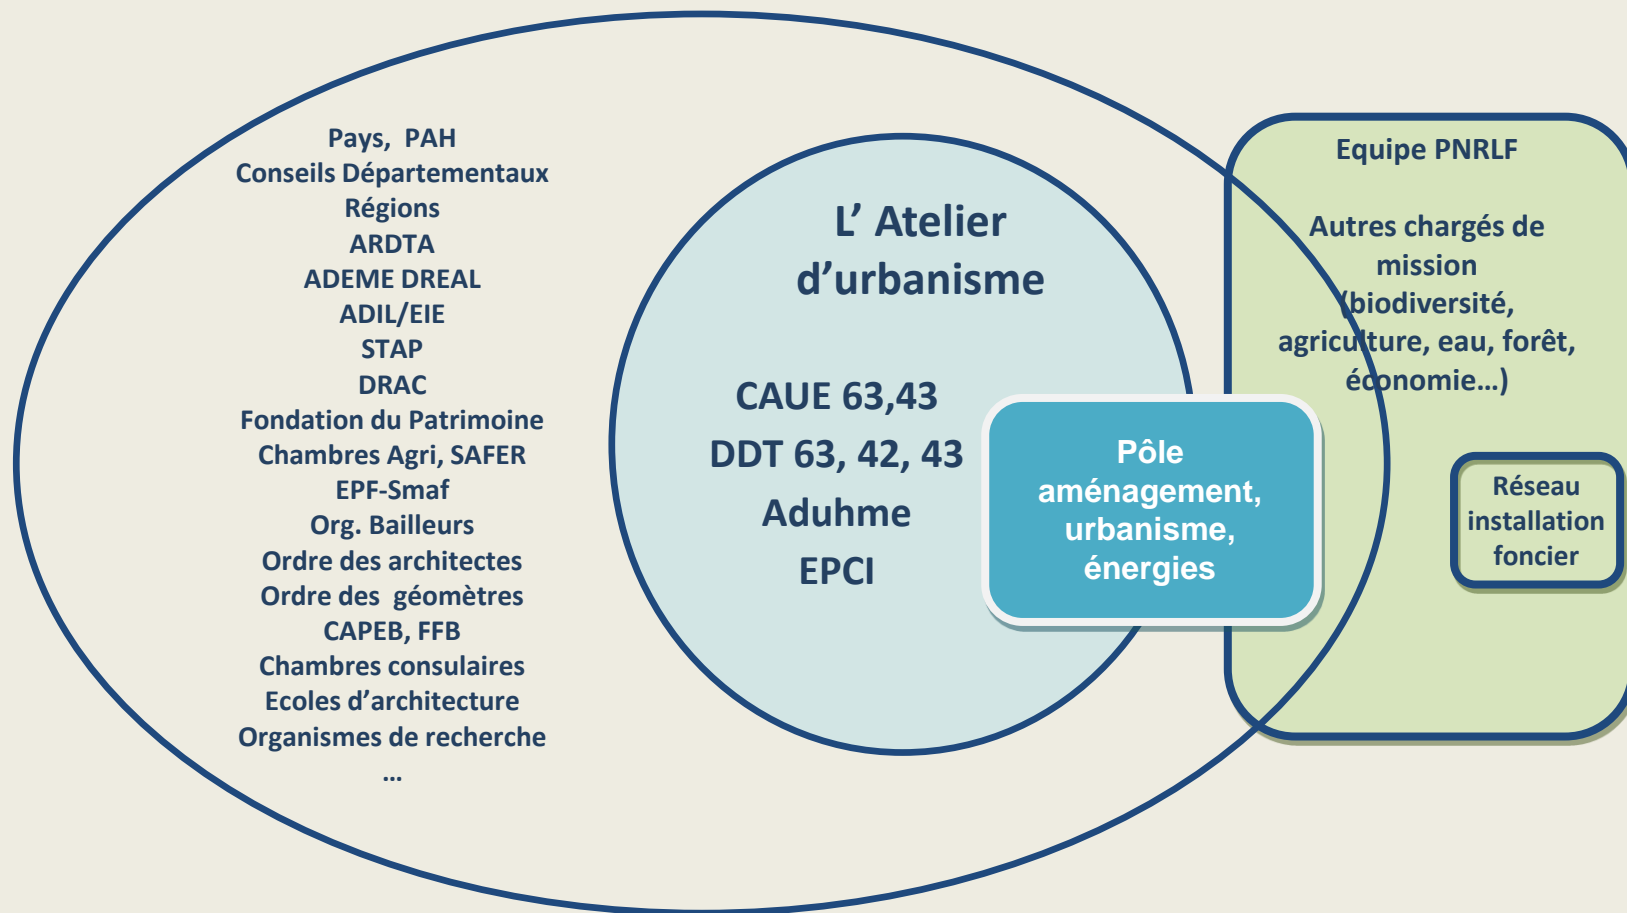 Pays, PAH
Conseils Départementaux
Régions
ARDTA
ADEME DREAL
ADIL/EIE
STAP
DRAC
Fondation du Patrimoine
Chambres Agri, SAFER
EPF-Smaf
Org. Bailleurs
Ordre des architectes
Ordre des géomètres
CAPEB, FFB
Chambres consulaires
Ecoles d’architecture
Organismes de recherche
…
L’ Atelier
d’urbanisme
CAUE 63,43
DDT 63, 42, 43
Aduhme
EPCI
Pôle
aménagement,
urbanisme,
énergies
Equipe PNRLF
Autres chargés de
mission
(biodiversité,
agriculture, eau, forêt,
économie…)
Réseau
installation
foncier